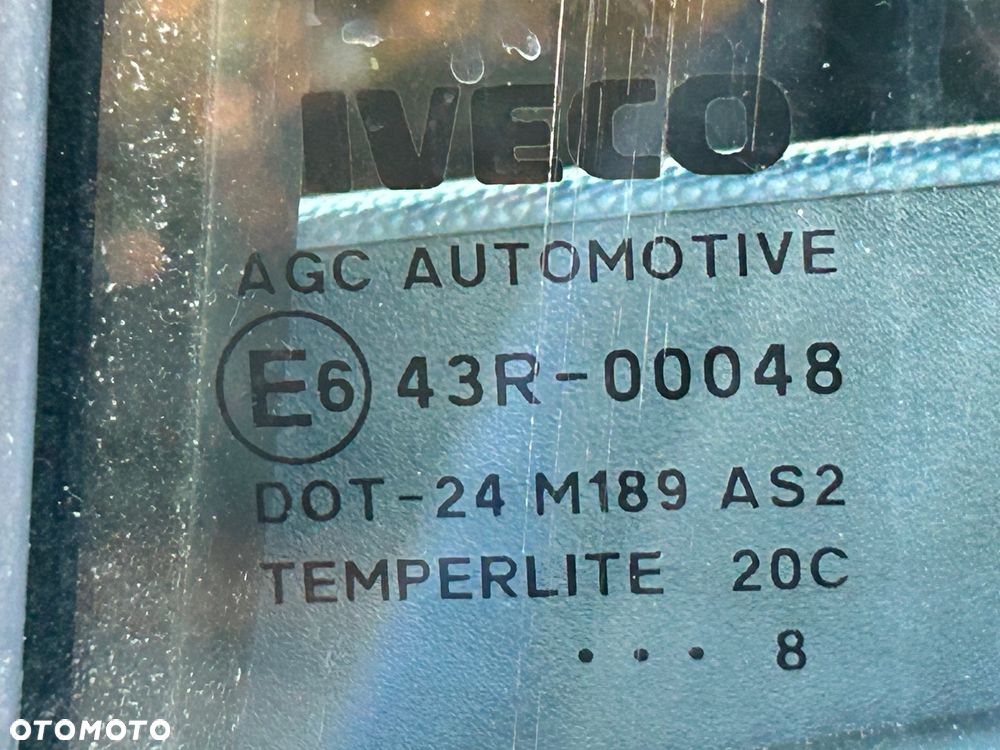 IVECO
AGC AUTOMOTIVE
E6 43R-00048
DOT-24 M189 AS2
TEMPERLITE 20C
... 8
OTOMOTO